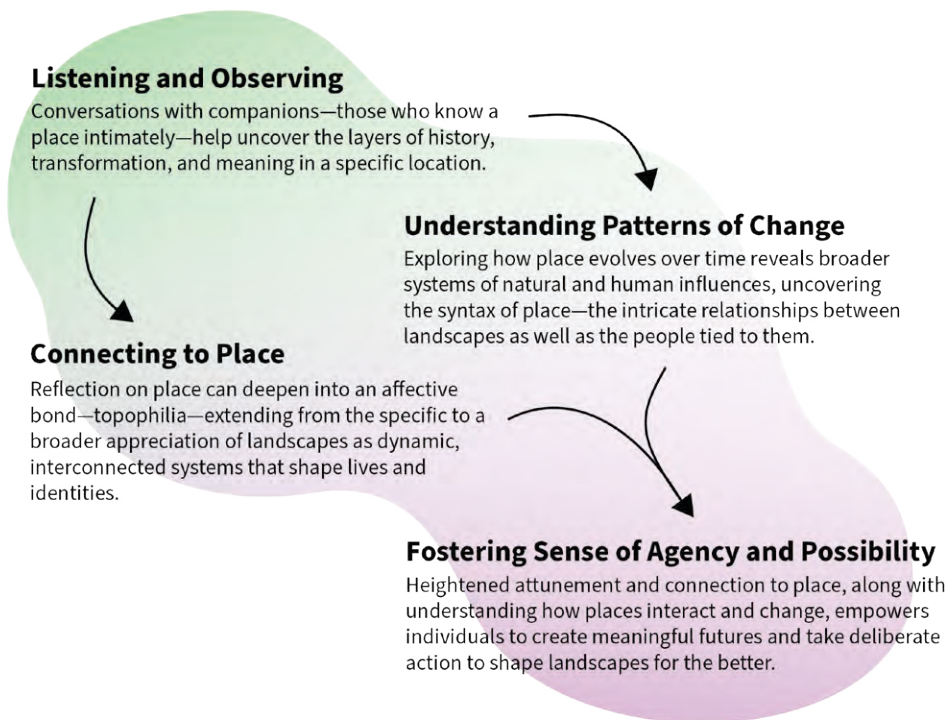 Listening and Observing
Conversations with companions—those who know a
place intimately—help uncover the layers of history,
transformation, and meaning in a specific location.
Understanding Patterns of Change
Exploring how place evolves over time reveals broader
systems of natural and human influences, uncovering
the syntax of place—the intricate relationships between
landscapes as well as the people tied to them.
Connecting to Place
Reflection on place can deepen into an affective
bond—topophilia—extending from the specific to a
broader appreciation of landscapes as dynamic,
interconnected systems that shape lives and
identities.
Fostering Sense of Agency and Possibility
Heightened attunement and connection to place, along with
understanding how places interact and change, empowers
individuals to create meaningful futures and take deliberate
action to shape landscapes for the better.